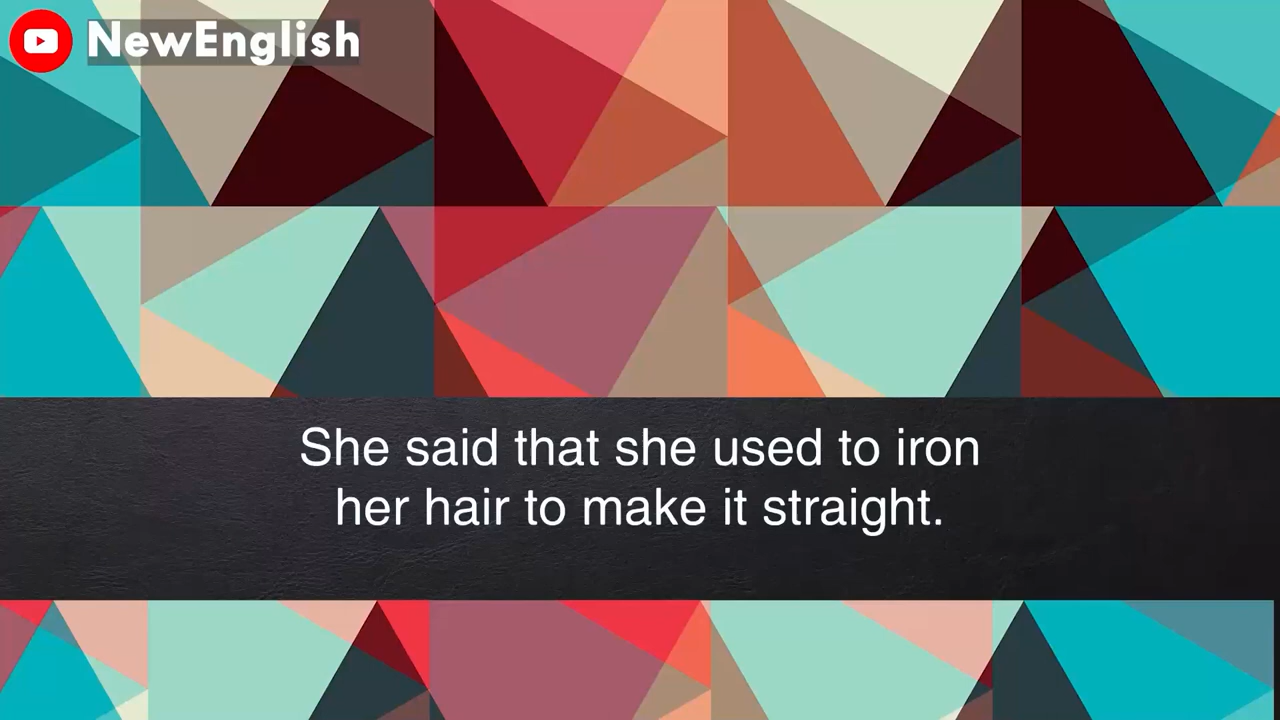 NewEnglish
She said that she used to iron
her hair to make it straight.